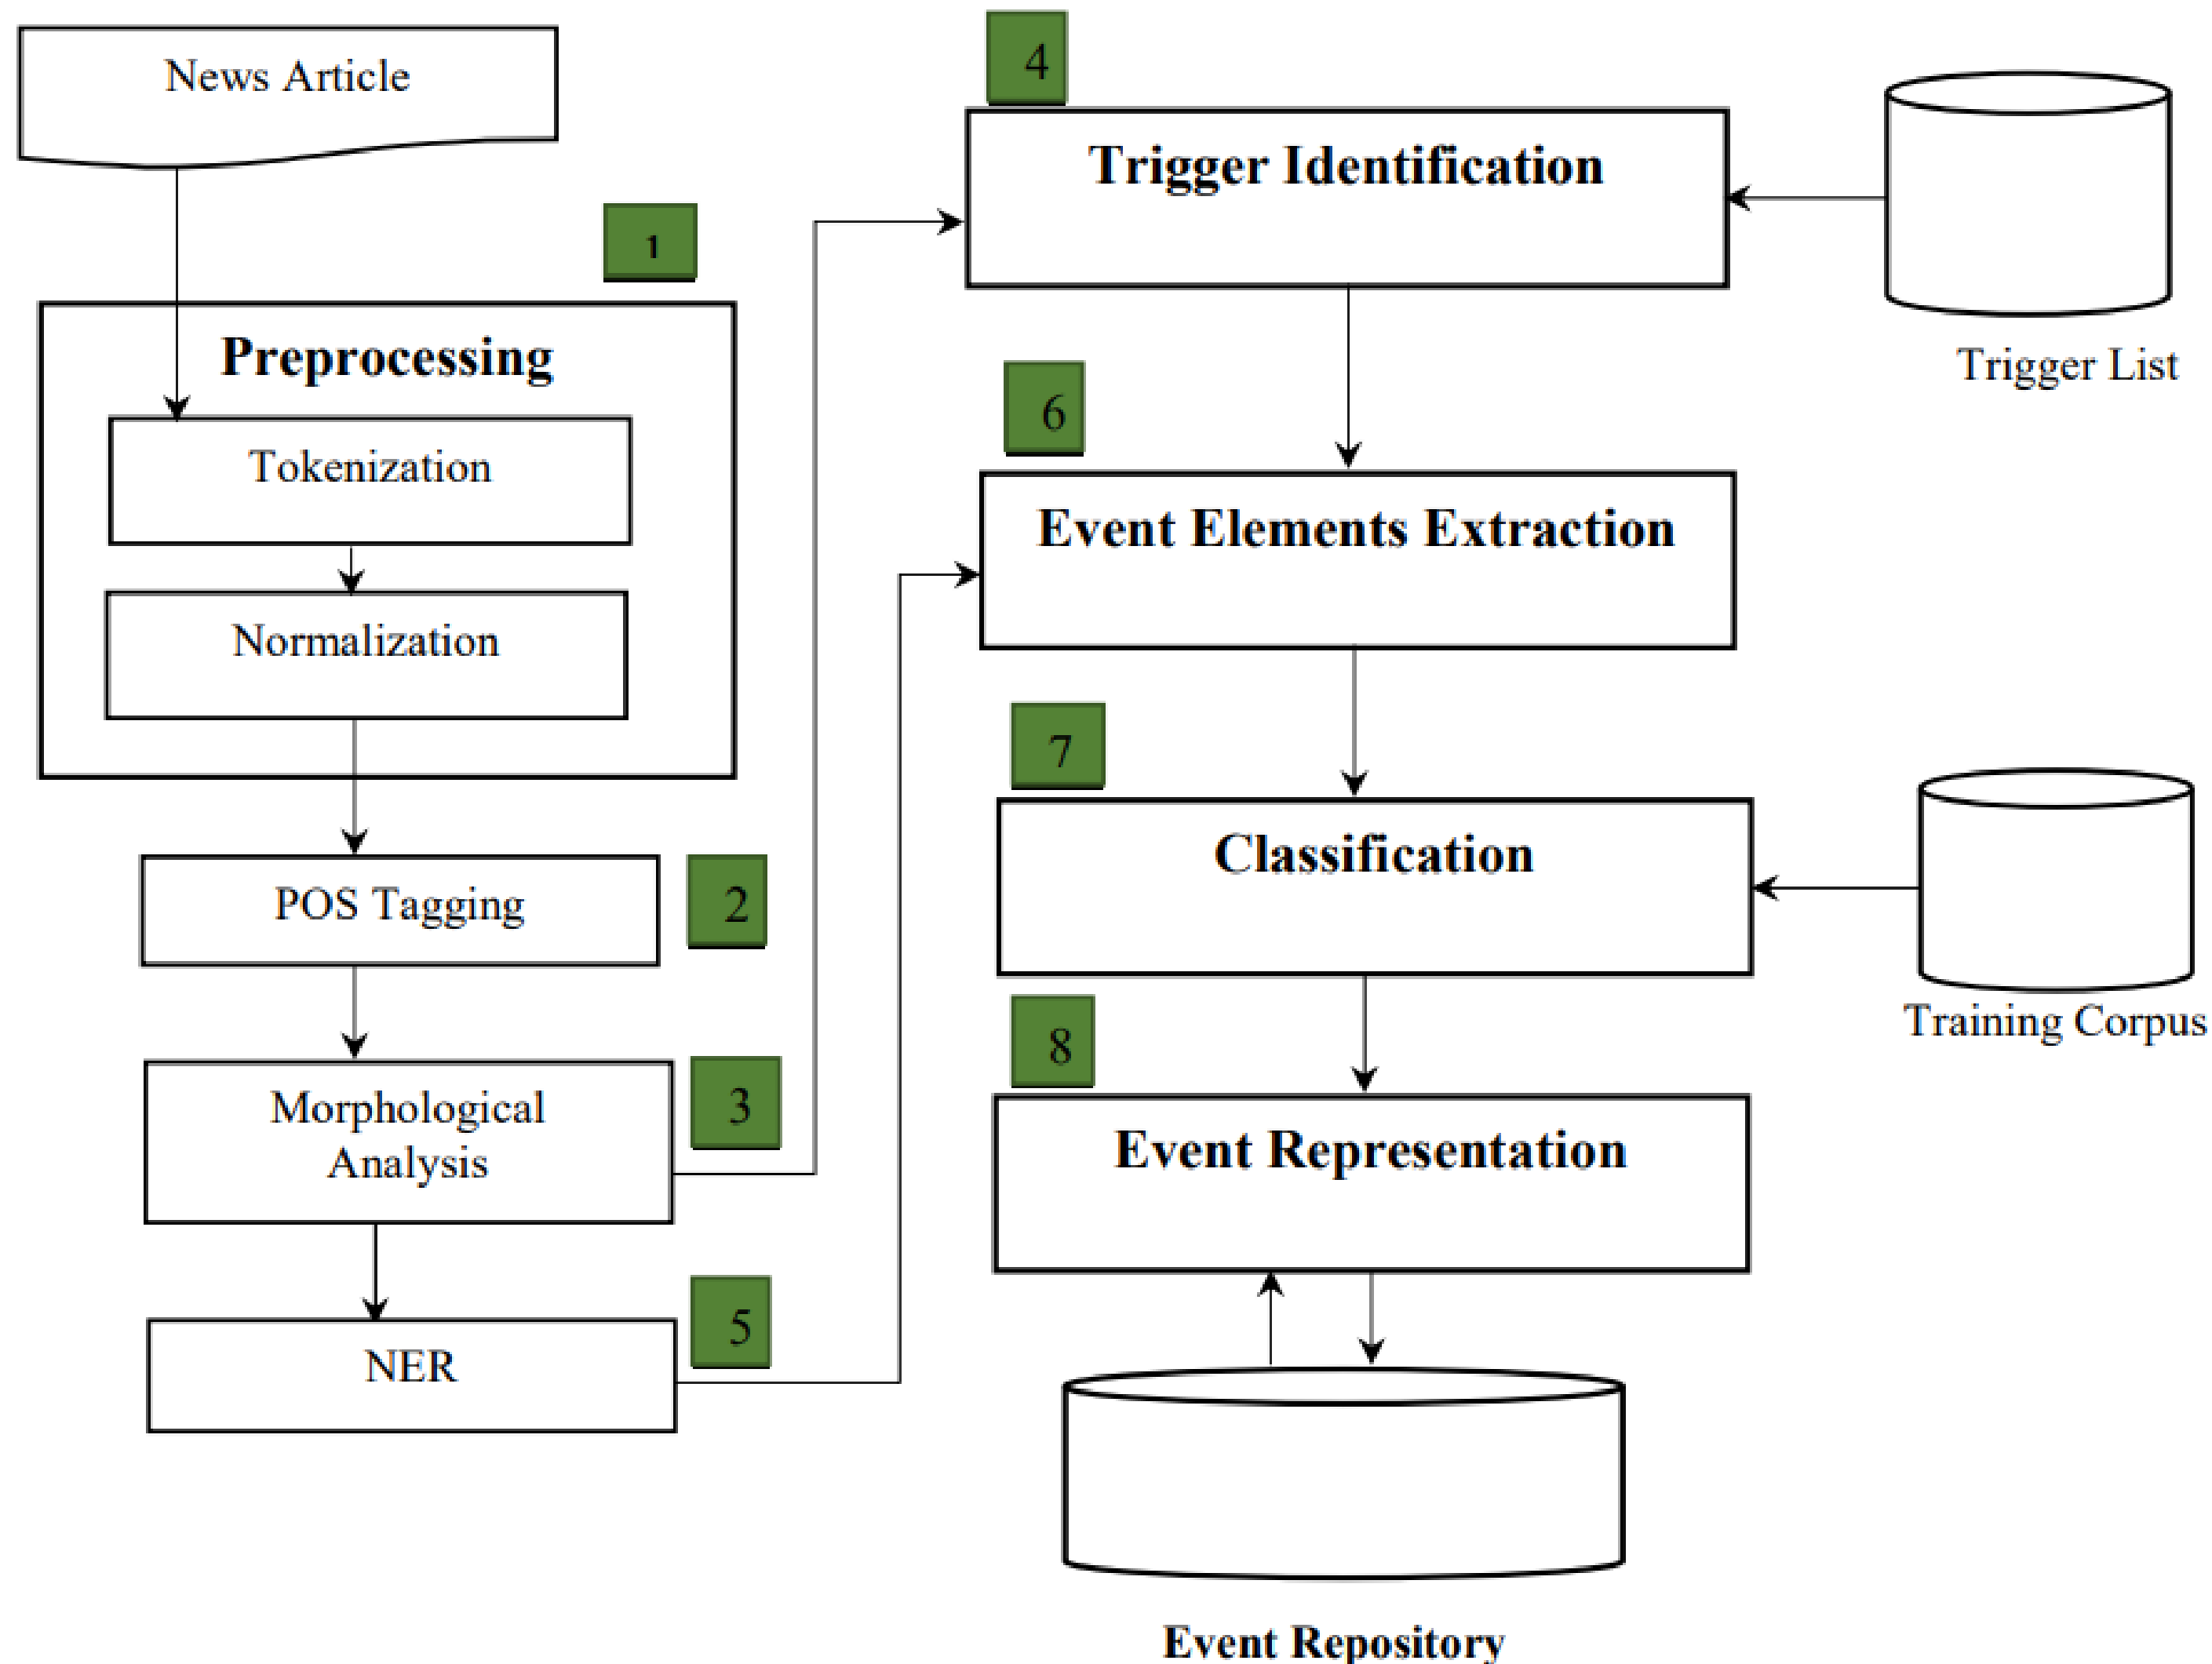 News Article
1
Preprocessing
Tokenization
Normalization
POS Tagging
2
Morphological
Analysis
3
NER
5
4
Trigger Identification
Trigger List
6
Event Elements Extraction
7
Classification
Training Corpus
8
Event Representation
Event Repository